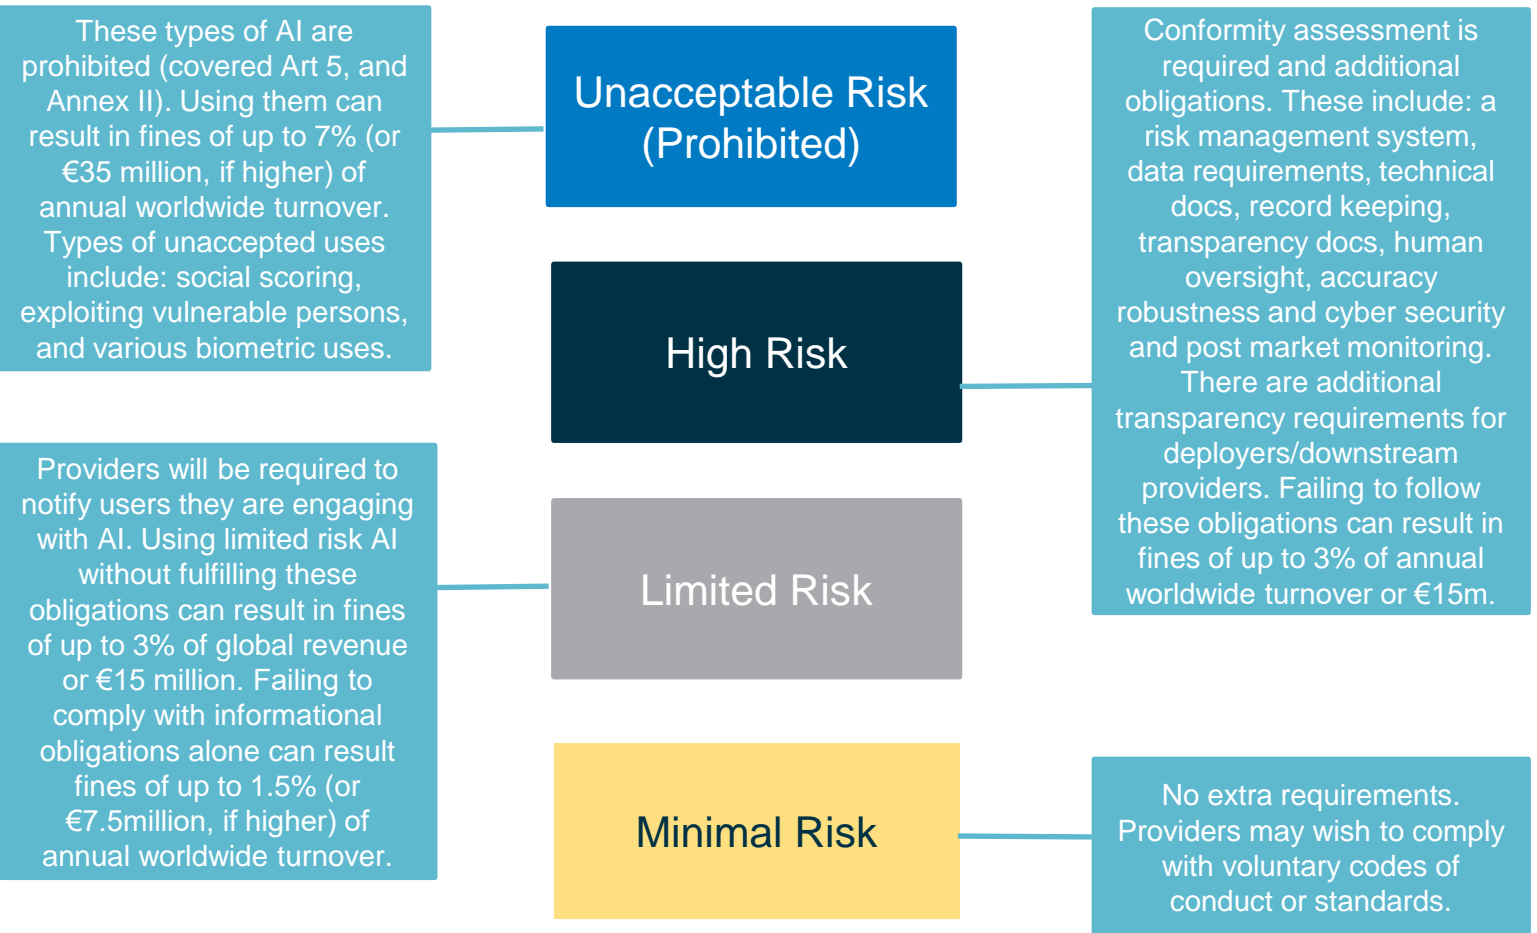 These types of AI are
prohibited (covered Art 5, and
Annex II). Using them can
result in fines of up to 7% (or
€35 million, if higher) of
annual worldwide turnover.
Types of unaccepted uses
include: social scoring,
exploiting vulnerable persons,
and various biometric uses.
Unacceptable Risk
(Prohibited)
Conformity assessment is
required and additional
obligations. These include: a
risk management system,
data requirements, technical
docs, record keeping,
transparency docs, human
oversight, accuracy
robustness and cyber security
and post market monitoring.
There are additional
transparency requirements for
deployers/downstream
providers. Failing to follow
these obligations can result in
fines of up to 3% of annual
worldwide turnover or €15m.
High Risk
Providers will be required to
notify users they are engaging
with AI. Using limited risk AI
without fulfilling these
obligations can result in fines
of up to 3% of global revenue
or €15 million. Failing to
comply with informational
obligations alone can result
fines of up to 1.5% (or
€7.5million, if higher) of
annual worldwide turnover.
Limited Risk
Minimal Risk
No extra requirements.
Providers may wish to comply
with voluntary codes of
conduct or standards.